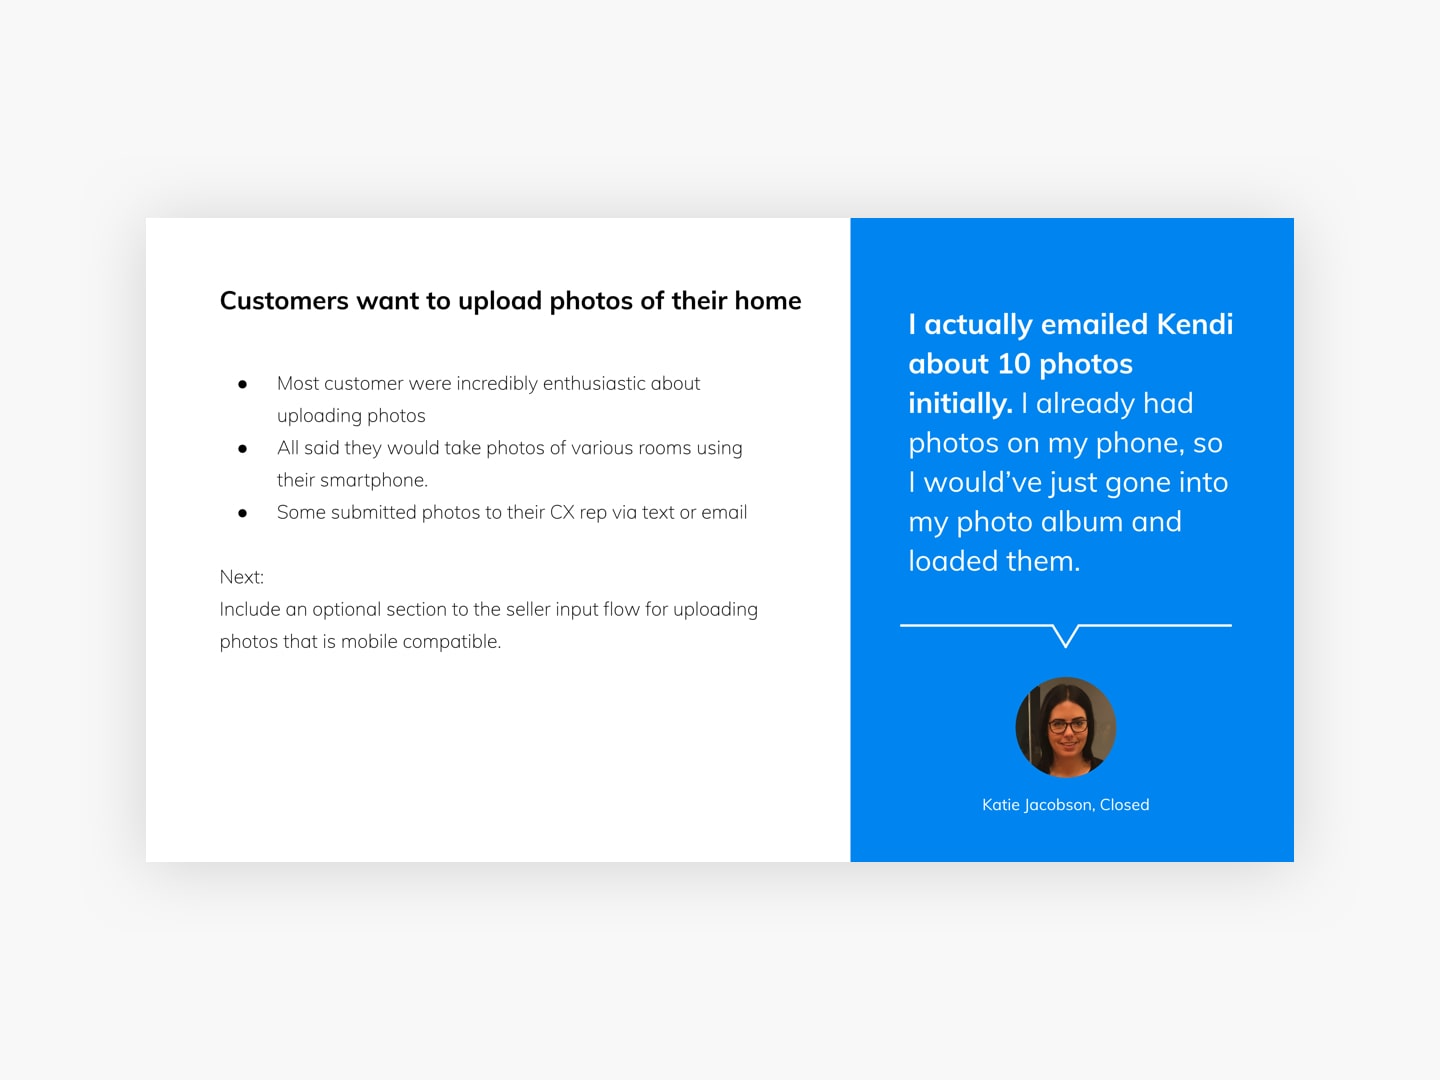 Customers want to upload photos of their home
● Most customer were incredibly enthusiastic about
uploading photos
● All said they would take photos of various rooms using
their smartphone.
● Some submitted photos to their CX rep via text or email
Next:
Include an optional section to the seller input flow for uploading
photos that is mobile compatible.
I actually emailed Kendi
about 10 photos
initially. I already had
photos on my phone, so
I would’ve just gone into
my photo album and
loaded them.
Katie Jacobson, Closed